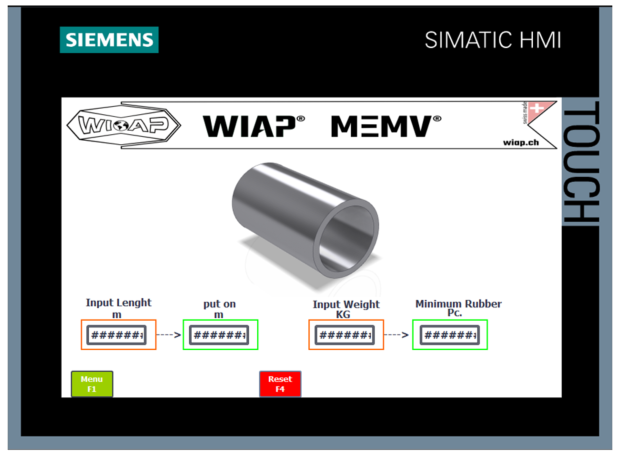 SIEMENS
SIMATIC HMI
WIAP
WIAP® MEMV®
wiap.ch
TOUCH
Input Lenght
m
put on
m
Input Weight
KG
Minimum Rubber
Pc.
######
---->
######
######
---->
######
Menu
F1
Reset
F4